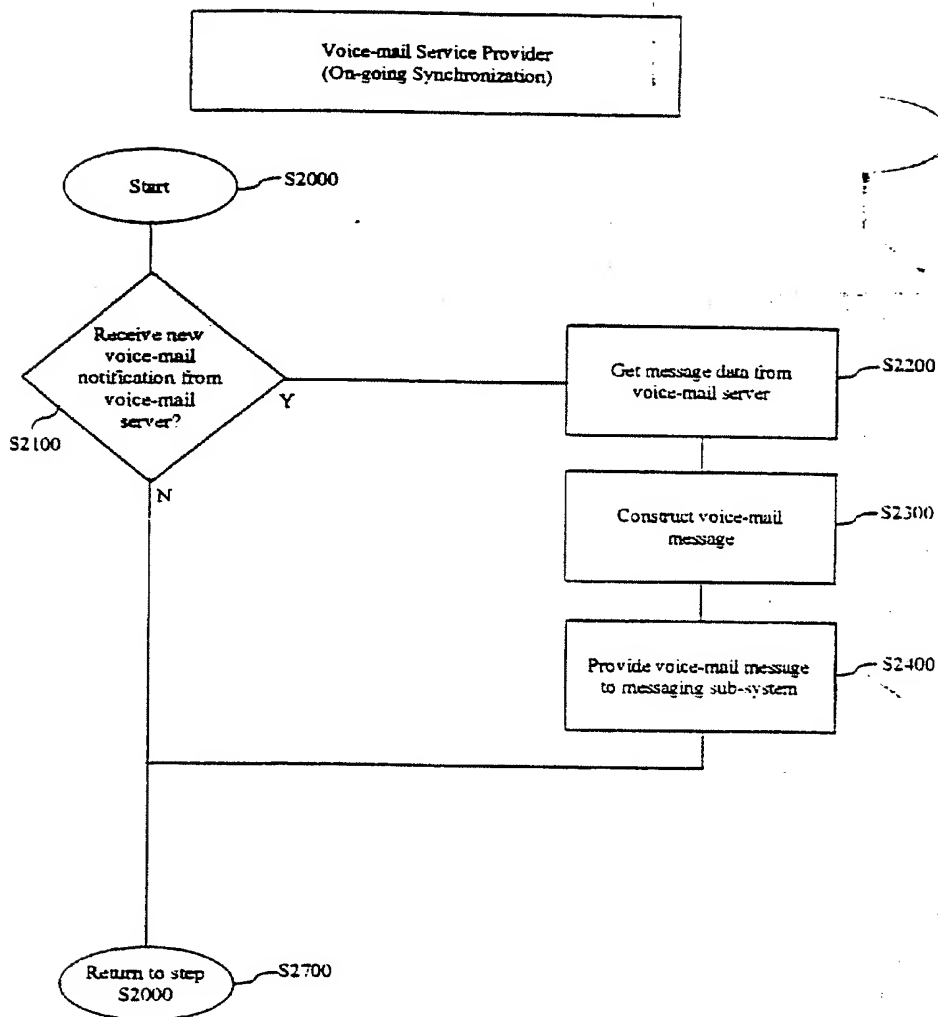 Voice-mail Service Provider
(On-going Synchronization)
Start
S2000
Receive new
voice-mail
notification from
voice-mail
server?
S2100
Y
N
Get message data from
voice-mail server
S2200
Construct voice-mail
message
S2300
Provide voice-mail message
to messaging sub-system
S2400
Return to step
S2000
S2700